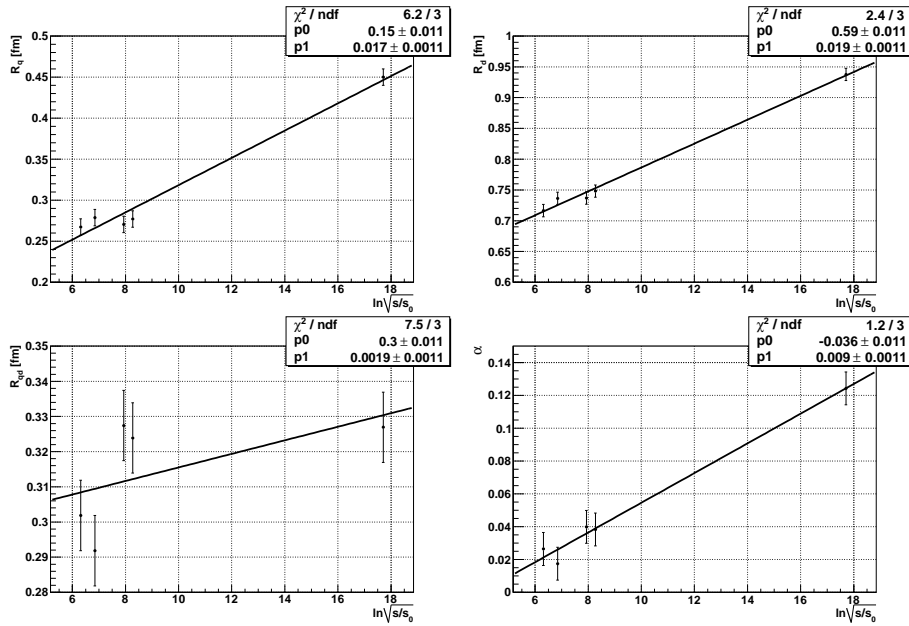 χ² / ndf 6.2 / 3
p0 0.15 ± 0.011
p1 0.017 ± 0.0011
R_q [fm]
0.5
0.45
0.4
0.35
0.3
0.25
0.2
6 8 10 12 14 16 18
ln√s/s₀
χ² / ndf 2.4 / 3
p0 0.59 ± 0.011
p1 0.019 ± 0.0011
R_d [fm]
1
0.95
0.9
0.85
0.8
0.75
0.7
0.65
0.6
6 8 10 12 14 16 18
ln√s/s₀
χ² / ndf 7.5 / 3
p0 0.3 ± 0.011
p1 0.0019 ± 0.0011
R_qd [fm]
0.35
0.34
0.33
0.32
0.31
0.3
0.29
0.28
6 8 10 12 14 16 18
ln√s/s₀
χ² / ndf 1.2 / 3
p0 -0.036 ± 0.011
p1 0.009 ± 0.0011
α
0.14
0.12
0.1
0.08
0.06
0.04
0.02
0
6 8 10 12 14 16 18
ln√s/s₀